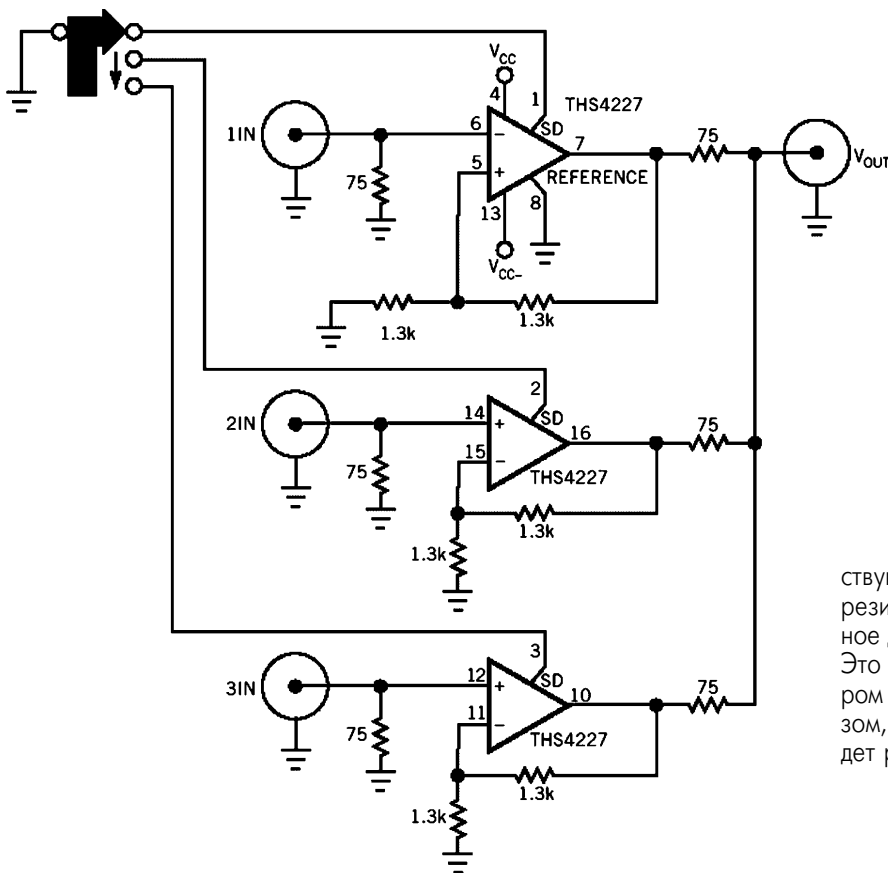 V_CC
4
1
THS4227
1IN
6
−
SD
7
75
V_OUT
5
+
REFERENCE
75
13
8
V_CC−
1.3k
1.3k
2
2IN
14
+
SD
16
75
15
−
75
THS4227
1.3k
1.3k
3
3IN
12
+
SD
10
75
11
−
75
THS4227
1.3k
1.3k
ству
рези
ное
Это
ром
зом,
дет р